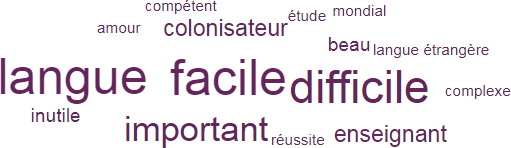 compétent
mondial
étude
amour
colonisateur
beau
langue étrangère
langue facile difficile
complexe
inutile
important
réussite
enseignant